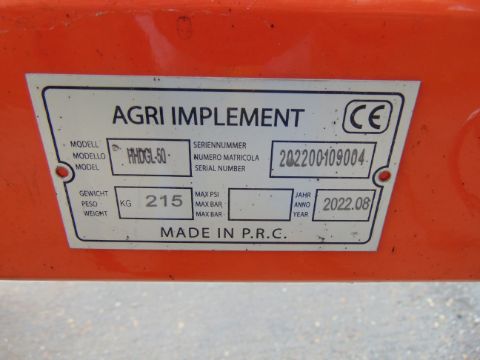 AGRI IMPLEMENT CE
MODELL
MODELLO
MODEL
HHDGL-50
SERIENNUMMER
NUMERO MATRICOLA
SERIAL NUMBER
202200109004
GEWICHT
PESO
WEIGHT
KG 215
MAX PSI
MAX BAR
MAX BAR
JAHR
ANNO
YEAR
2022.08
MADE IN P.R.C.